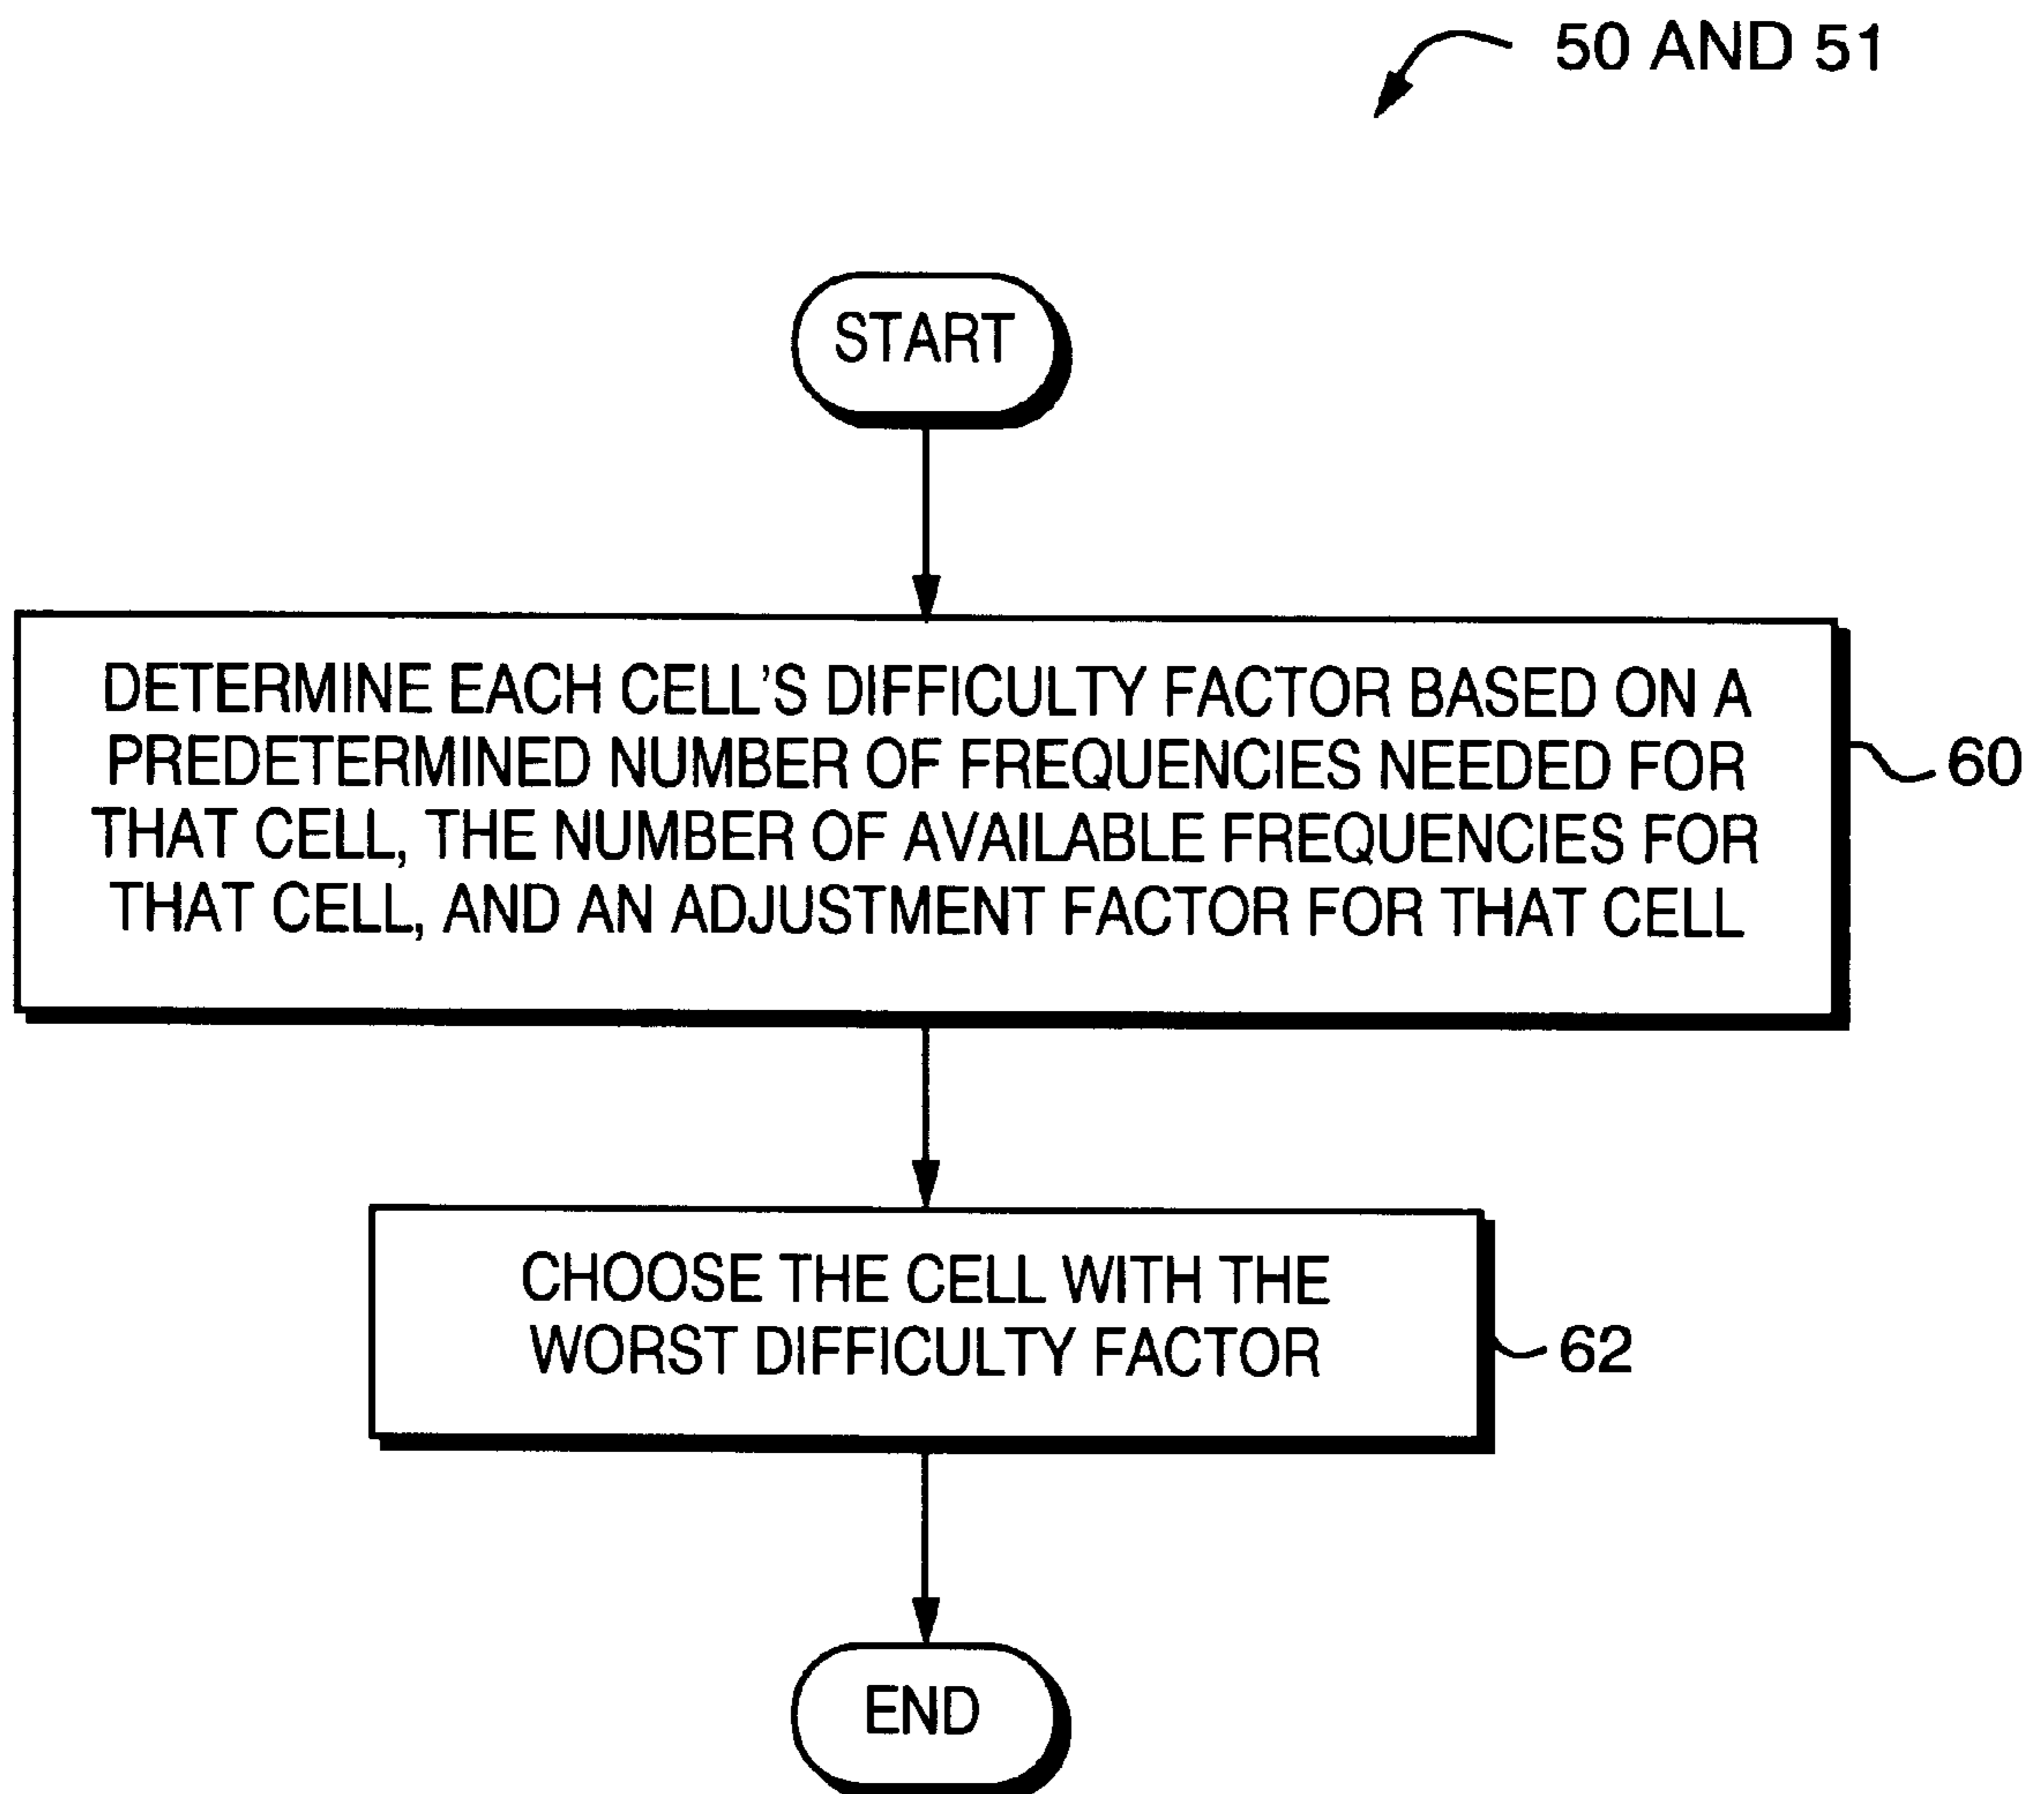 50 AND 51
START
DETERMINE EACH CELL'S DIFFICULTY FACTOR BASED ON A
PREDETERMINED NUMBER OF FREQUENCIES NEEDED FOR
THAT CELL, THE NUMBER OF AVAILABLE FREQUENCIES FOR
THAT CELL, AND AN ADJUSTMENT FACTOR FOR THAT CELL
60
CHOOSE THE CELL WITH THE
WORST DIFFICULTY FACTOR
62
END